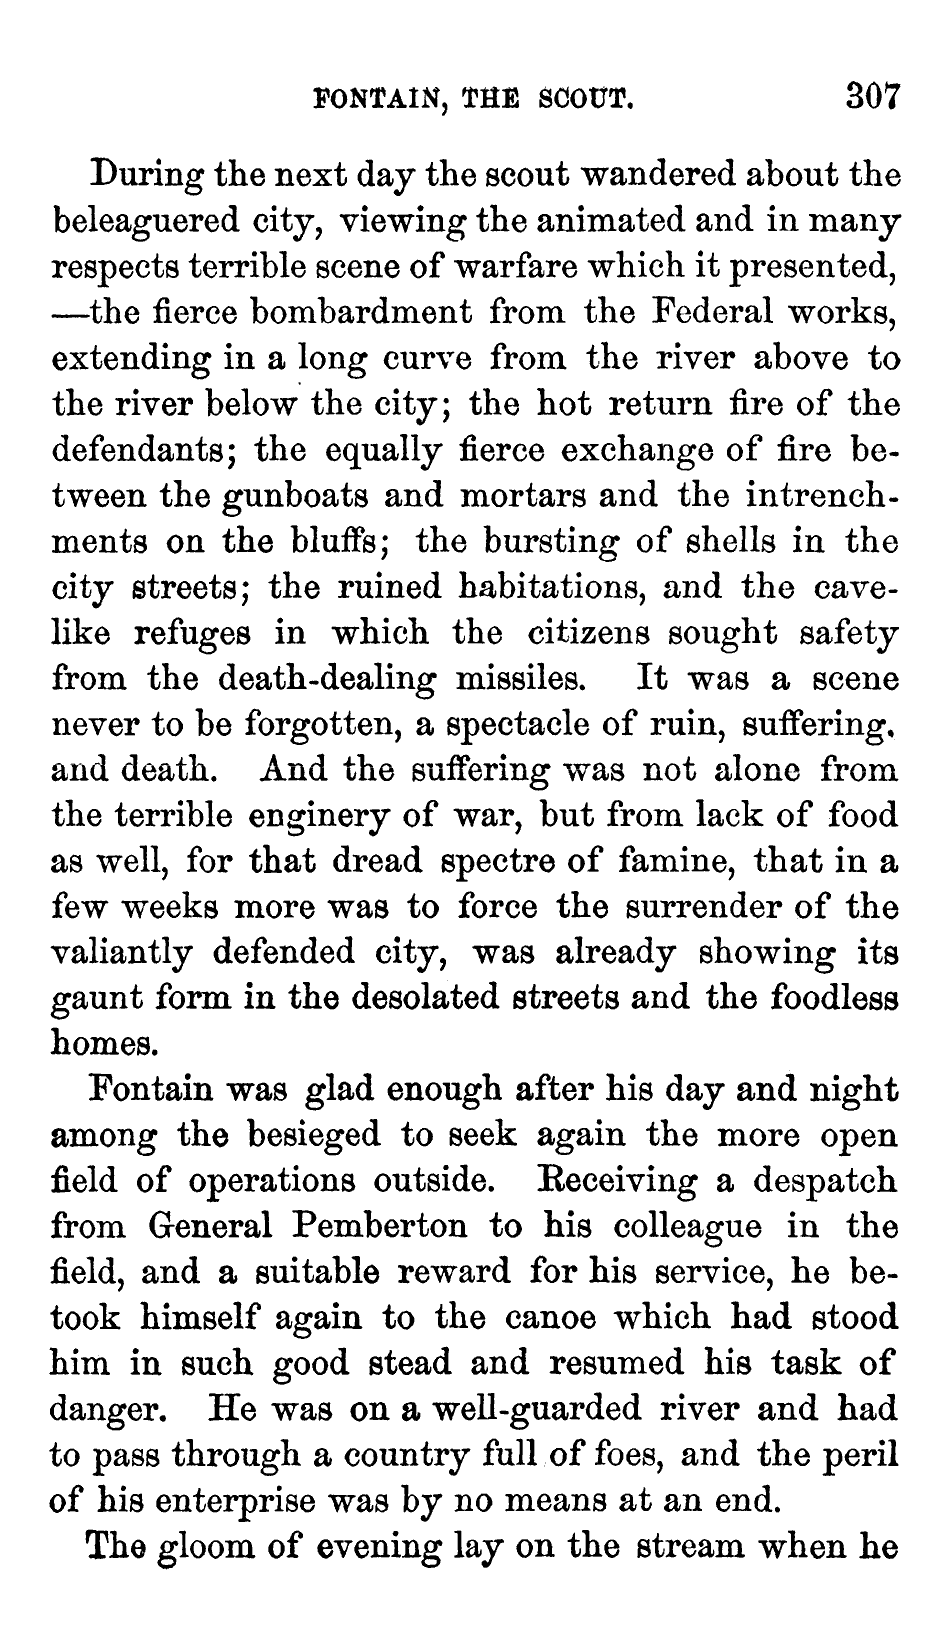 FONTAIN, THE SCOUT. 307
During the next day the scout wandered about the
beleaguered city, viewing the animated and in many
respects terrible scene of warfare which it presented,
—the fierce bombardment from the Federal works,
extending in a long curve from the river above to
the river below the city; the hot return fire of the
defendants; the equally fierce exchange of fire be-
tween the gunboats and mortars and the intrench-
ments on the bluffs; the bursting of shells in the
city streets; the ruined habitations, and the cave-
like refuges in which the citizens sought safety
from the death-dealing missiles. It was a scene
never to be forgotten, a spectacle of ruin, suffering.
and death. And the suffering was not alone from
the terrible enginery of war, but from lack of food
as well, for that dread spectre of famine, that in a
few weeks more was to force the surrender of the
valiantly defended city, was already showing its
gaunt form in the desolated streets and the foodless
homes.
Fontain was glad enough after his day and night
among the besieged to seek again the more open
field of operations outside. Receiving a despatch
from General Pemberton to his colleague in the
field, and a suitable reward for his service, he be-
took himself again to the canoe which had stood
him in such good stead and resumed his task of
danger. He was on a well-guarded river and had
to pass through a country full of foes, and the peril
of his enterprise was by no means at an end.
The gloom of evening lay on the stream when he